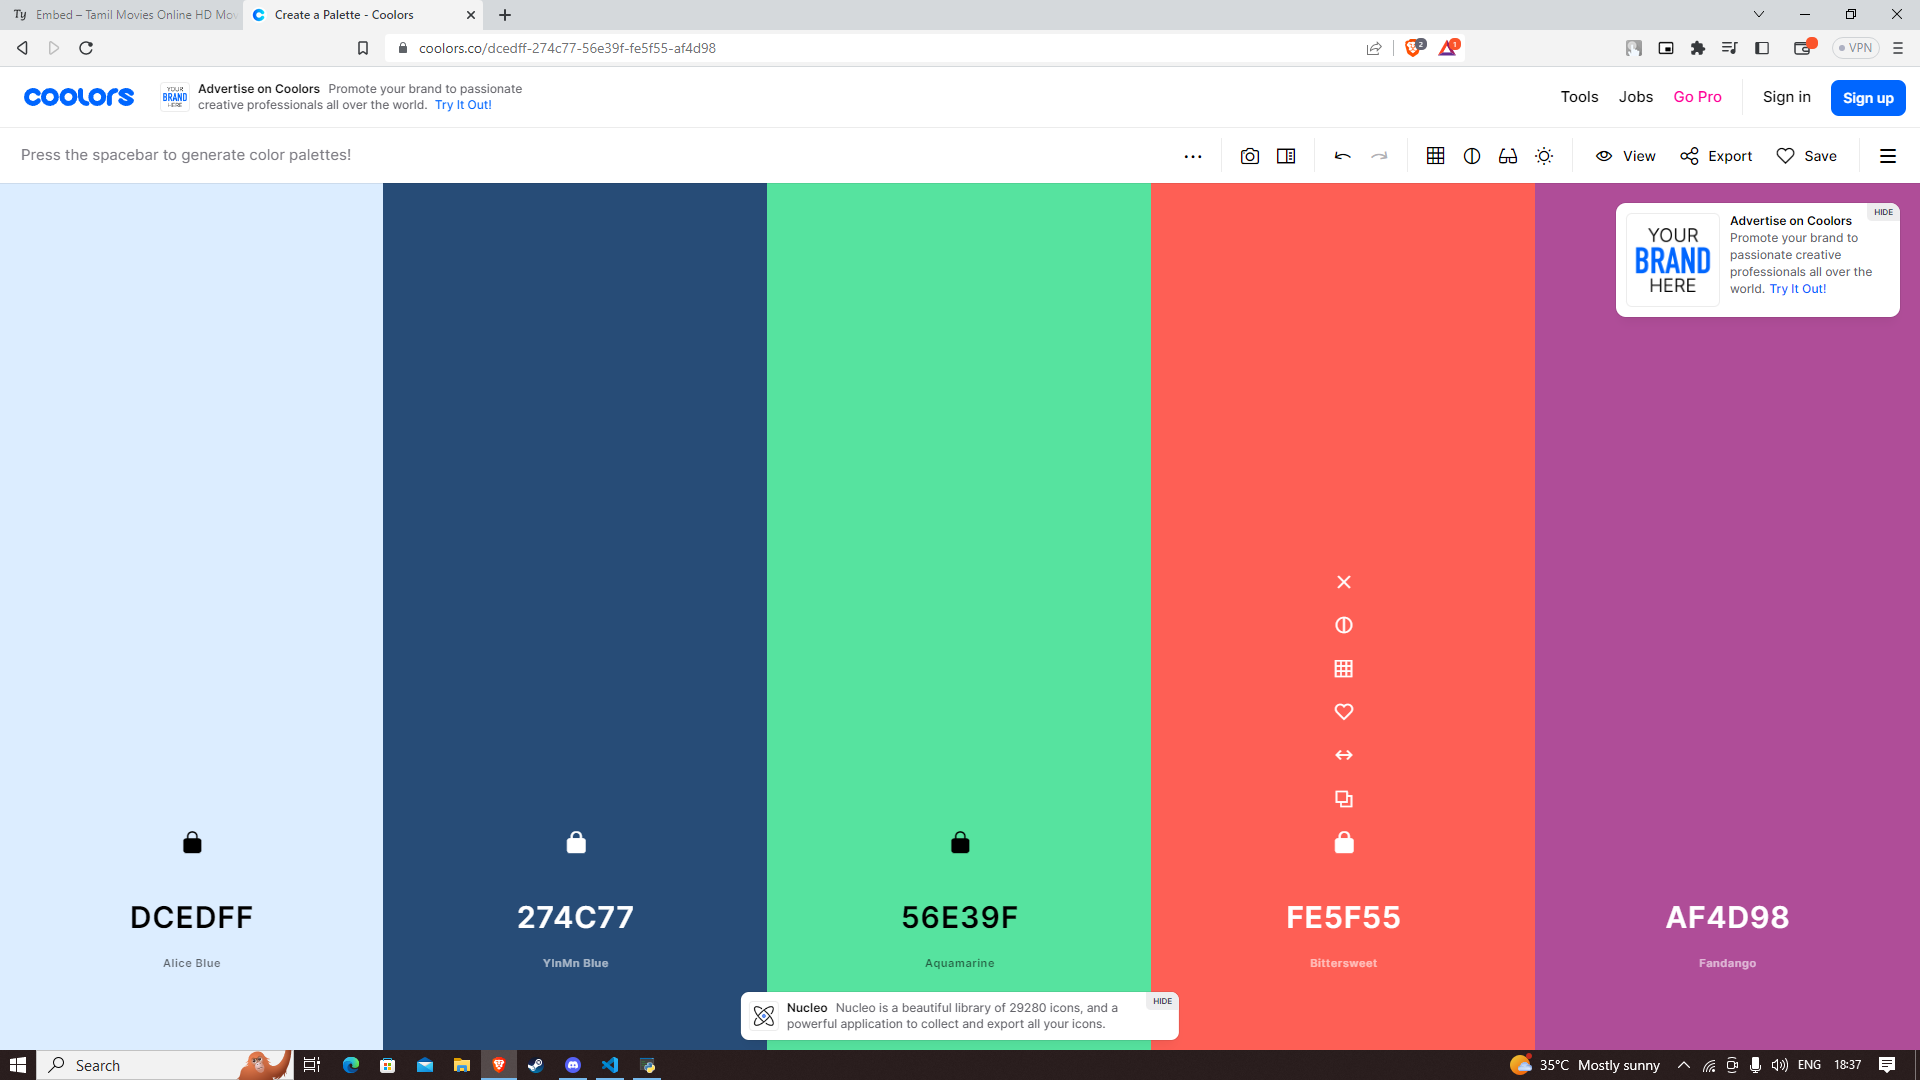 Ty Embed – Tamil Movies Online HD Mov
Create a Palette - Coolors
coolors.co/dcedff-274c77-56e39f-fe5f55-af4d98
2
1
VPN
coolors
YOUR
BRAND
HERE
Advertise on Coolors Promote your brand to passionate
creative professionals all over the world. Try It Out!
Tools Jobs Go Pro Sign in Sign up
Press the spacebar to generate color palettes!
View Export Save
HIDE
YOUR
BRAND
HERE
Advertise on Coolors
Promote your brand to
passionate creative
professionals all over the
world. Try It Out!
DCEDFF
Alice Blue
274C77
YInMn Blue
56E39F
Aquamarine
FE5F55
Bittersweet
AF4D98
Fandango
Nucleo Nucleo is a beautiful library of 29280 icons, and a
powerful application to collect and export all your icons.
HIDE
Search
35°C Mostly sunny
ENG
18:37